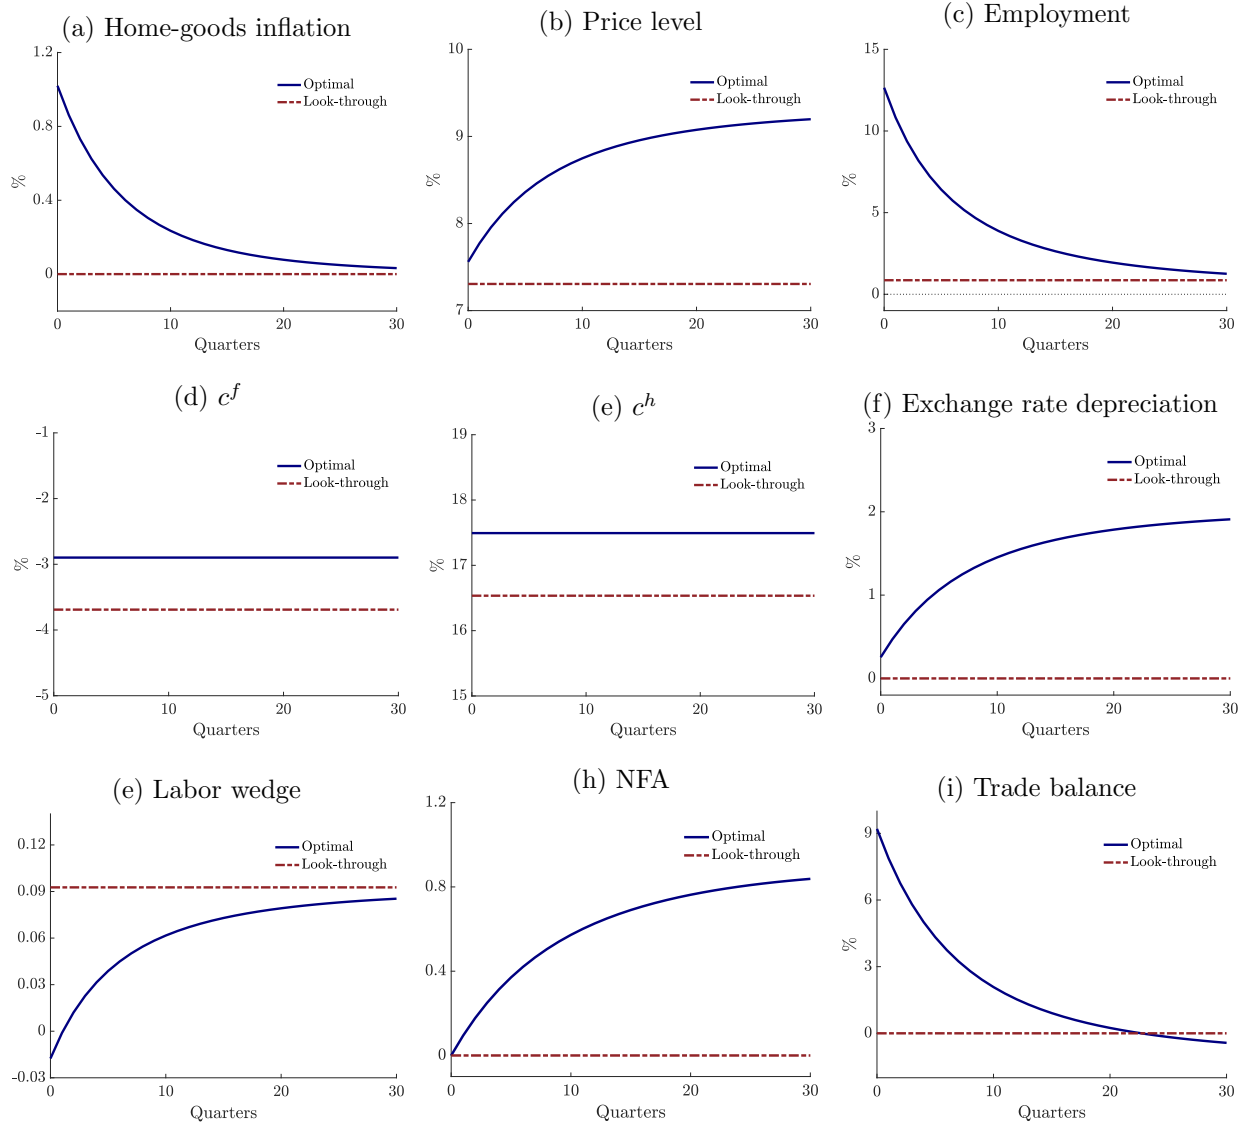 (a) Home-goods inflation
1.2
0.8
0.4
0
%
Optimal
Look-through
0 10 20 30
Quarters
(b) Price level
10
9
8
7
%
Optimal
Look-through
0 10 20 30
Quarters
(c) Employment
15
10
5
0
%
Optimal
Look-through
0 10 20 30
Quarters
(d) c^f
-1
-2
-3
-4
-5
%
Optimal
Look-through
0 10 20 30
Quarters
(e) c^h
19
18
17
16
15
%
Optimal
Look-through
0 10 20 30
Quarters
(f) Exchange rate depreciation
3
2
1
0
%
Optimal
Look-through
0 10 20 30
Quarters
(e) Labor wedge
0.12
0.09
0.06
0.03
0
-0.03
Optimal
Look-through
0 10 20 30
Quarters
(h) NFA
1.2
0.8
0.4
0
Optimal
Look-through
0 10 20 30
Quarters
(i) Trade balance
9
6
3
0
%
Optimal
Look-through
0 10 20 30
Quarters